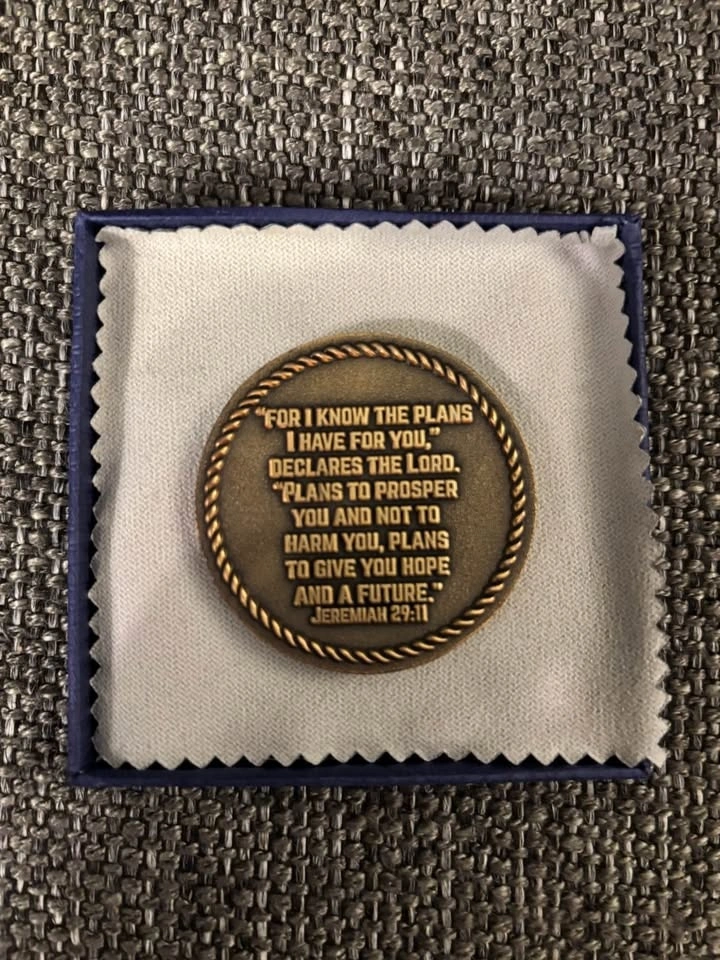 “FOR I KNOW THE PLANS
I HAVE FOR YOU,”
DECLARES THE LORD.
“PLANS TO PROSPER
YOU AND NOT TO
HARM YOU, PLANS
TO GIVE YOU HOPE
AND A FUTURE.”
JEREMIAH 29:11